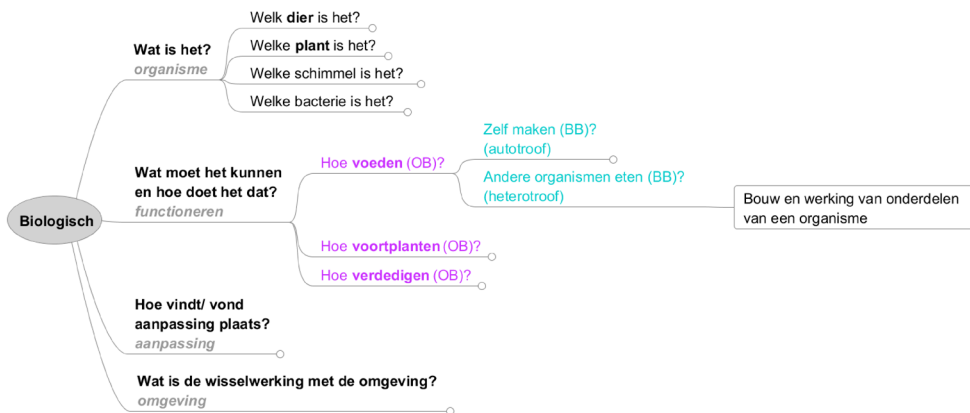 Biologisch
Wat is het?
organisme
Welk dier is het?
Welke plant is het?
Welke schimmel is het?
Welke bacterie is het?
Wat moet het kunnen
en hoe doet het dat?
functioneren
Hoe voeden (OB)?
Zelf maken (BB)?
(autotroof)
Andere organismen eten (BB)?
(heterotroof)
Bouw en werking van onderdelen
van een organisme
Hoe voortplanten (OB)?
Hoe verdedigen (OB)?
Hoe vindt/ vond
aanpassing plaats?
aanpassing
Wat is de wisselwerking met de omgeving?
omgeving